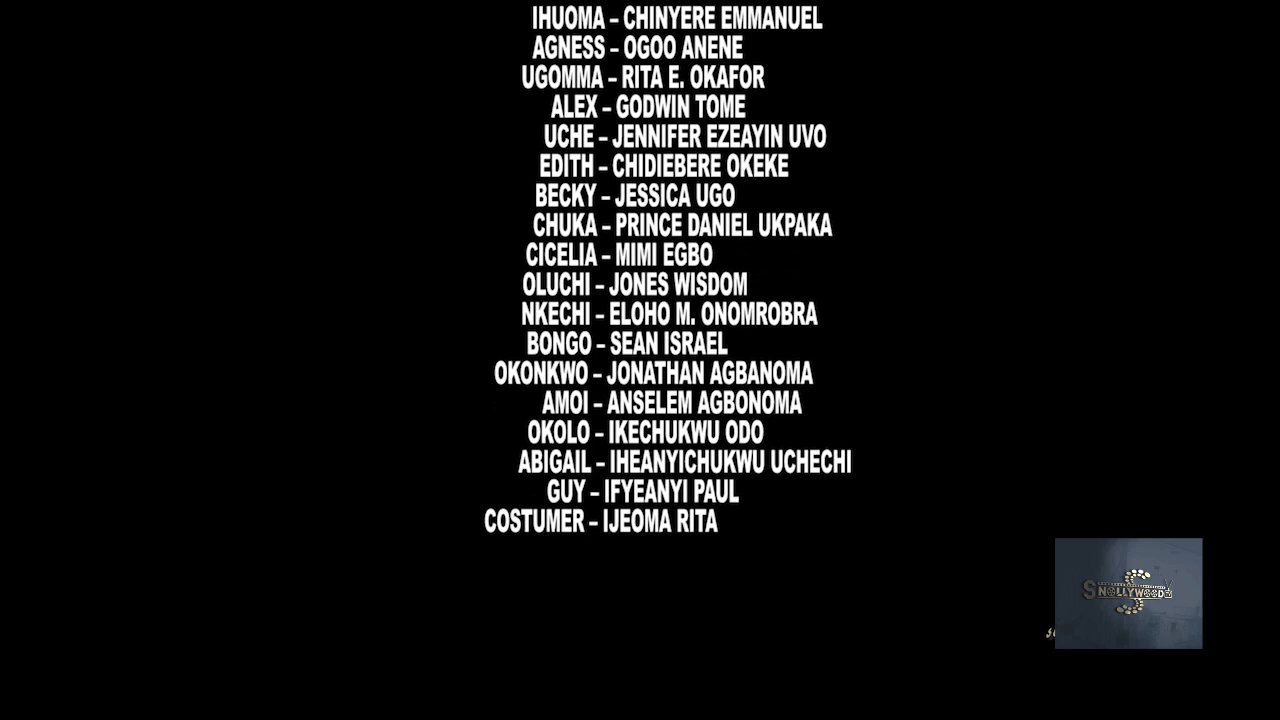 IHUOMA – CHINYERE EMMANUEL
AGNESS – OGOO ANENE
UGOMMA – RITA E. OKAFOR
ALEX – GODWIN TOME
UCHE – JENNIFER EZEAYIN UVO
EDITH – CHIDIEBERE OKEKE
BECKY – JESSICA UGO
CHUKA – PRINCE DANIEL UKPAKA
CICELIA – MIMI EGBO
OLUCHI – JONES WISDOM
NKECHI – ELOHO M. ONOMROBRA
BONGO – SEAN ISRAEL
OKONKWO – JONATHAN AGBANOMA
AMOI – ANSELEM AGBONOMA
OKOLO – IKECHUKWU ODO
ABIGAIL – IHEANYICHUKWU UCHECHI
GUY – IFYEANYI PAUL
COSTUMER – IJEOMA RITA
SNOLLYWOOD